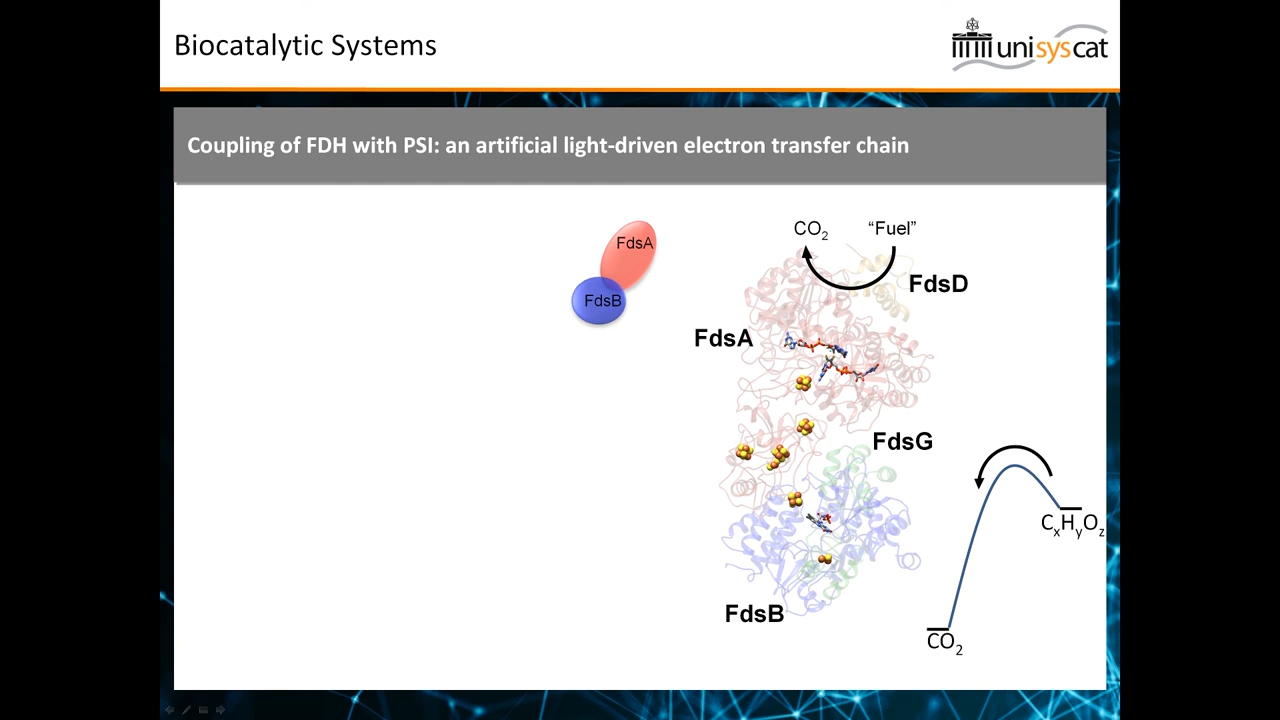 Biocatalytic Systems
unisyscat
Coupling of FDH with PSI: an artificial light-driven electron transfer chain
FdsA
FdsB
CO₂ “Fuel”
FdsD
FdsA
FdsG
FdsB
CₓHᵧO_z
CO₂